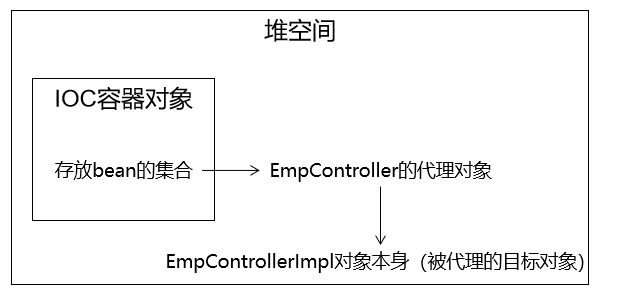 堆空间
IOC容器对象
存放bean的集合
EmpController的代理对象
EmpControllerImpl对象本身（被代理的目标对象）